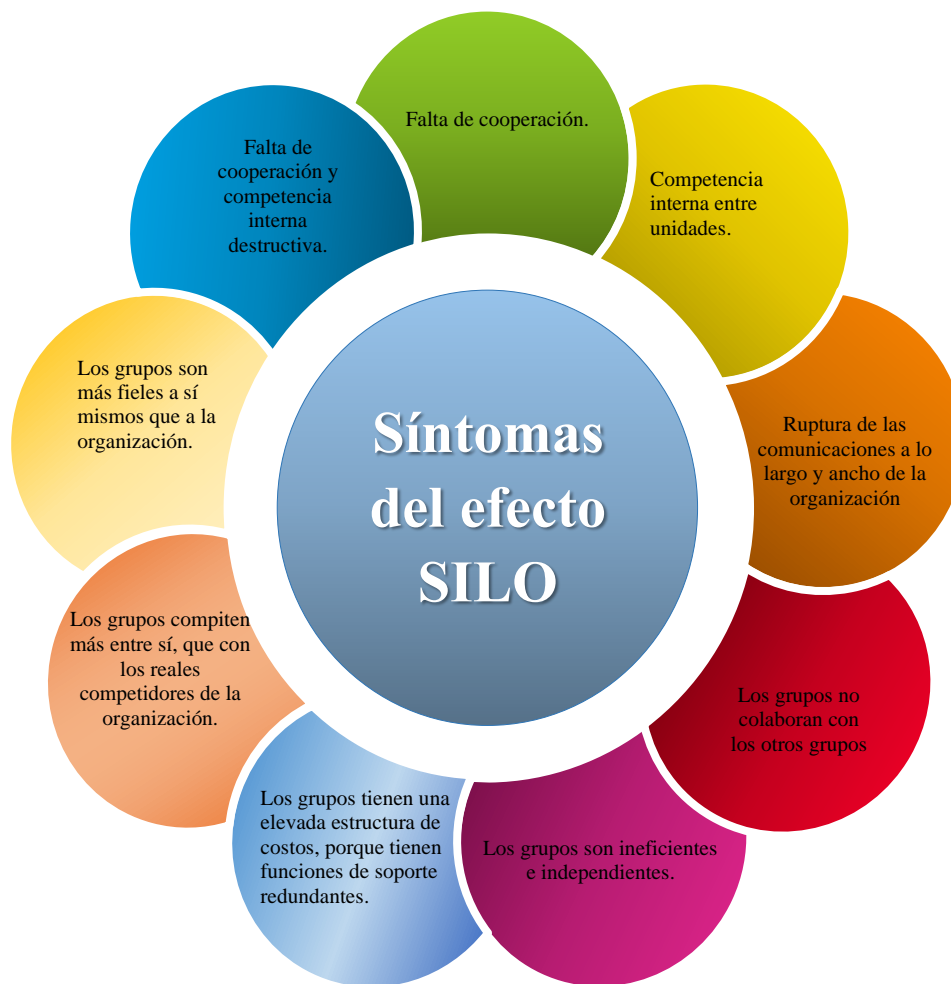 Síntomas
del efecto
SILO
Falta de cooperación.
Competencia
interna entre
unidades.
Ruptura de las
comunicaciones a lo
largo y ancho de la
organización
Los grupos no
colaboran con
los otros grupos
Los grupos son ineficientes
e independientes.
Los grupos tienen una
elevada estructura de
costos, porque tienen
funciones de soporte
redundantes.
Los grupos compiten
más entre sí, que con
los reales
competidores de la
organización.
Los grupos son
más fieles a sí
mismos que a la
organización.
Falta de
cooperación y
competencia
interna
destructiva.